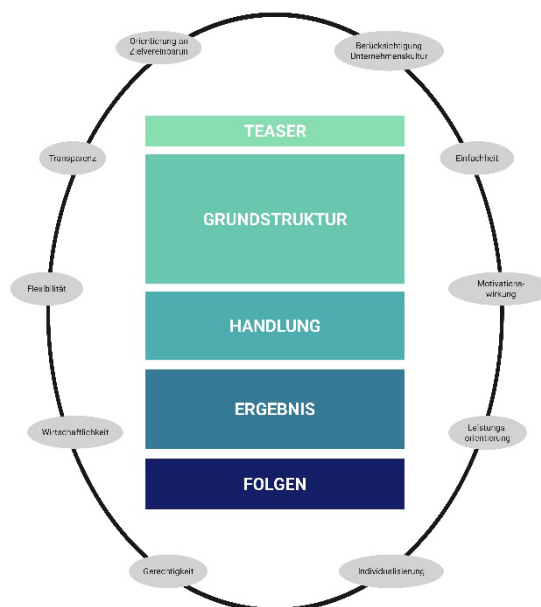 Orientierung an
Zielvereinbarun
Berücksichtigung
Unternehmenskultur
TEASER
Transparenz
Einfachheit
GRUNDSTRUKTUR
Flexibilität
Motivations-
wirkung
HANDLUNG
ERGEBNIS
Wirtschaftlichkeit
Leistungs
orientierung
FOLGEN
Gerechtigkeit
Individualisierung